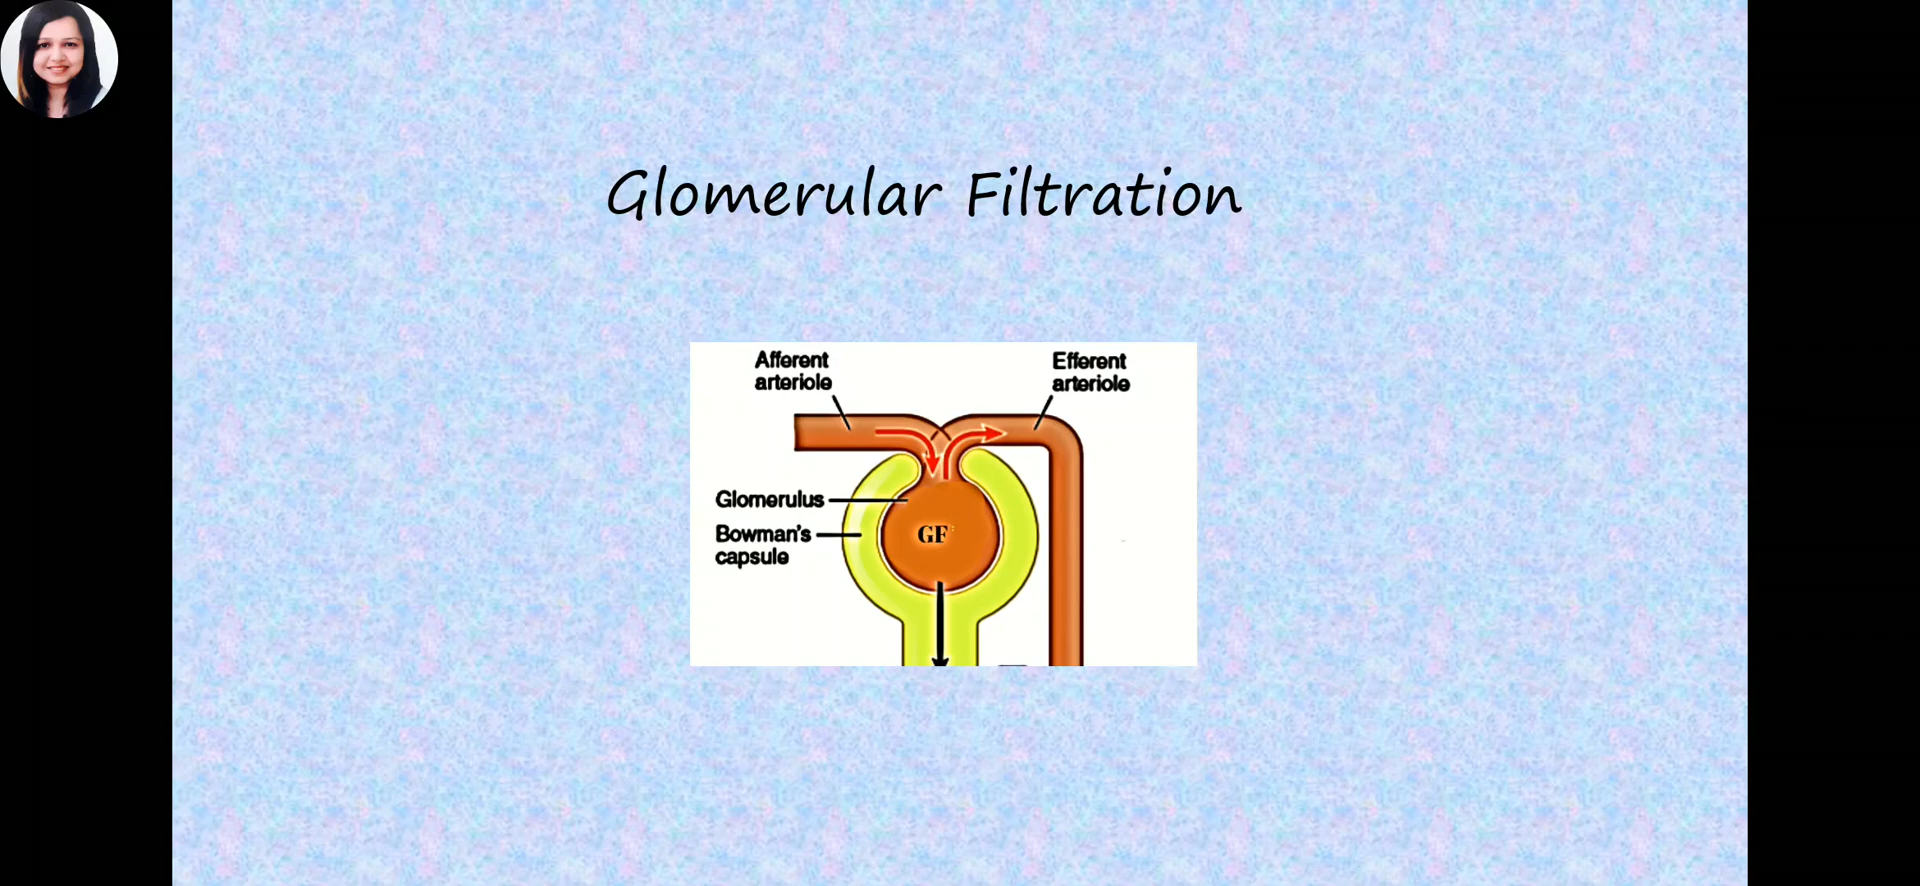 Glomerular Filtration
Afferent
arteriole
Efferent
arteriole
Glomerulus
Bowman's
capsule
GF